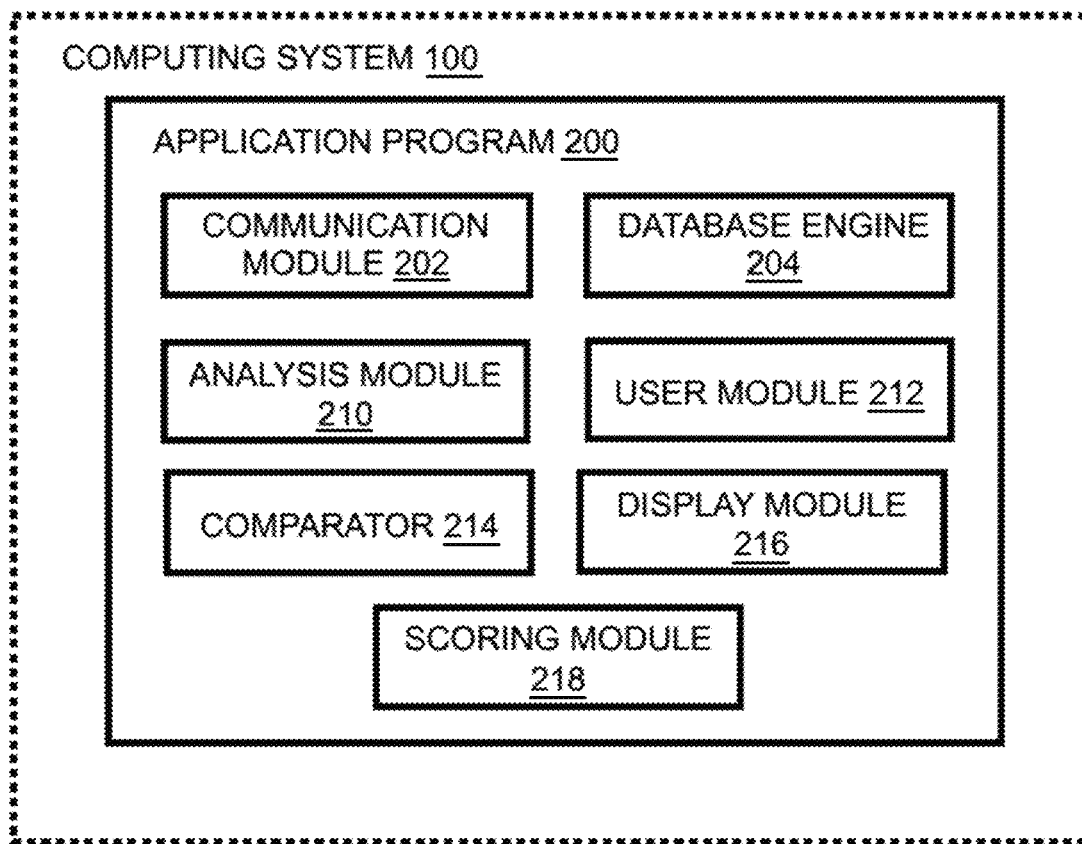 COMPUTING SYSTEM 100
APPLICATION PROGRAM 200
COMMUNICATION
MODULE 202
DATABASE ENGINE
204
ANALYSIS MODULE
210
USER MODULE 212
COMPARATOR 214
DISPLAY MODULE
216
SCORING MODULE
218